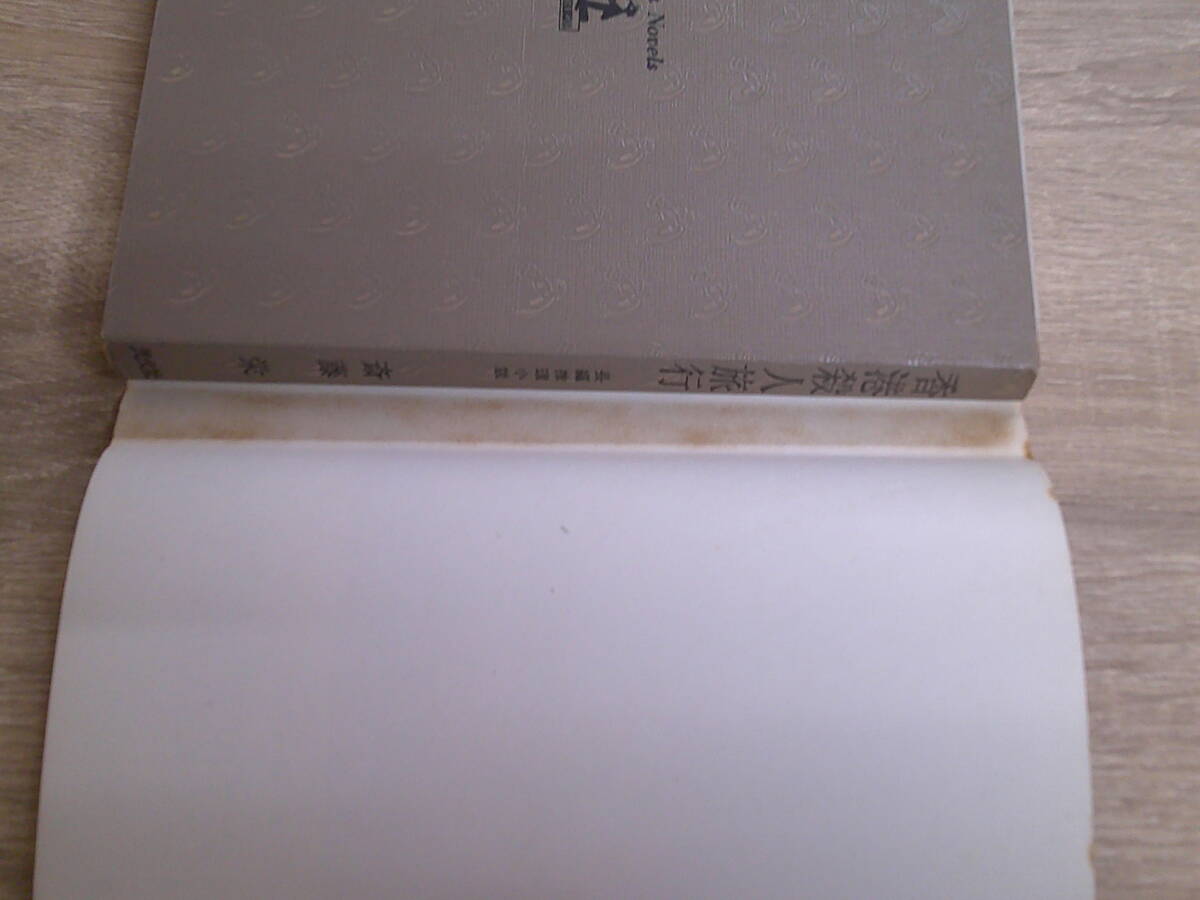 Novels
香港殺人旅行
長編推理小説
斎藤 栄